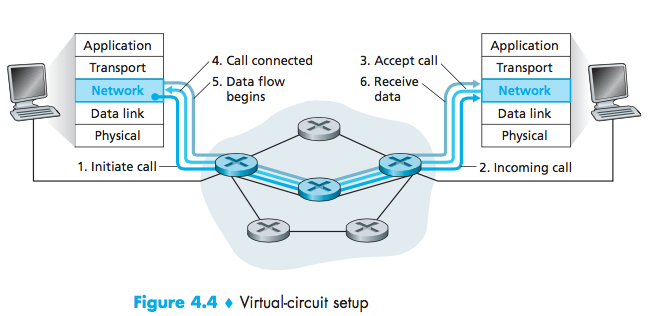 Application
Transport
Network
Data link
Physical
4. Call connected
5. Data flow
begins
3. Accept call
6. Receive
data
Application
Transport
Network
Data link
Physical
1. Initiate call
2. Incoming call
Figure 4.4 ♦ Virtual-circuit setup